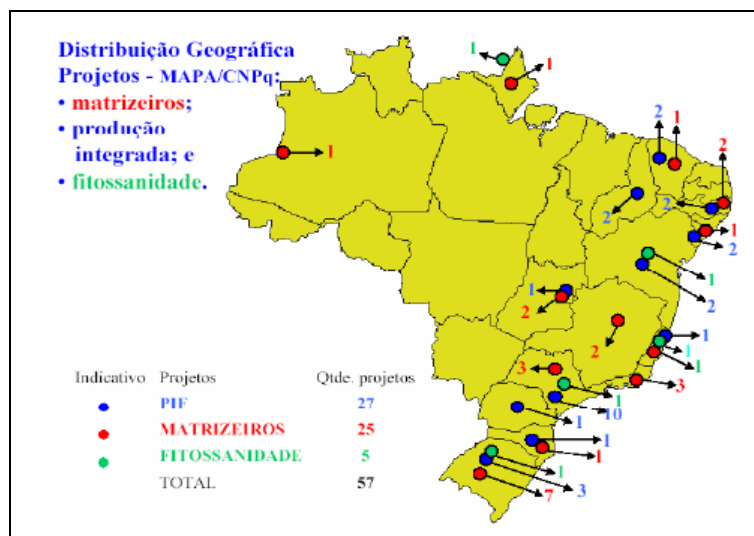 Distribuição Geográfica
Projetos - MAPA/CNPq:
• matrizeiros;
• produção
integrada; e
• fitossanidade.
1
1
1
2
1
2
2
2
1
2
2
1
2
1
2
2
1
1
1
3
3
1
10
1
1
1
1
3
7
Indicativo Projetos Qtde. projetos
PIF 27
MATRIZEIROS 25
FITOSSANIDADE 5
TOTAL 57